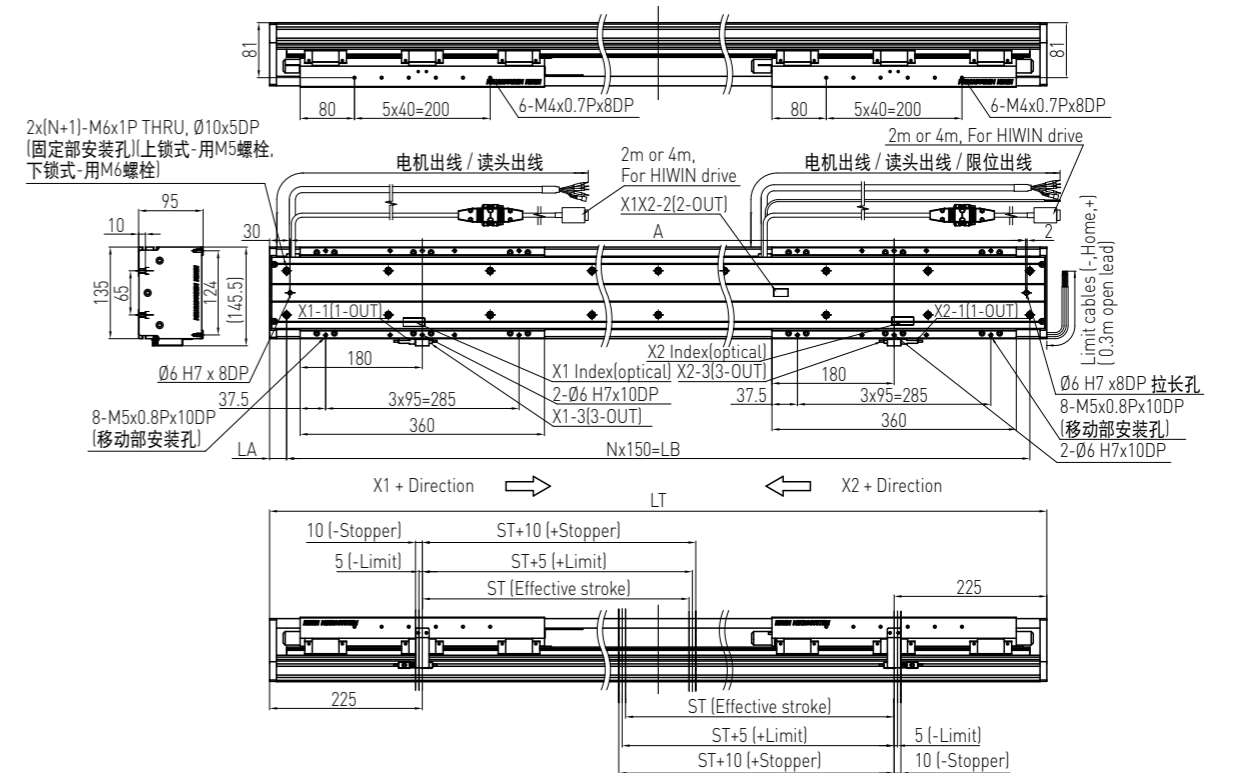 81
81
80
5x40=200
6-M4x0.7Px8DP
80
5x40=200
6-M4x0.7Px8DP
2x(N+1)-M6x1P THRU, Ø10x5DP
(固定部安装孔)(上锁式-用M5螺栓,
下锁式-用M6螺栓)
电机出线 / 读头出线
2m or 4m,
For HIWIN drive
X1X2-2(2-OUT)
电机出线 / 读头出线 / 限位出线
2m or 4m, For HIWIN drive
95
10
30
A
2
135
65
124
(145.5)
Limit cables (-,Home,+)
( 0.3m open lead)
X1-1(1-OUT)
X2-1(1-OUT)
180
X2 Index(optical)
X1 Index(optical)
X2-3(3-OUT)
180
Ø6 H7 x 8DP
2-Ø6 H7x10DP
Ø6 H7 x8DP 拉长孔
37.5
3x95=285
X1-3(3-OUT)
37.5
3x95=285
8-M5x0.8Px10DP
(移动部安装孔)
360
360
8-M5x0.8Px10DP
(移动部安装孔)
2-Ø6 H7x10DP
LA
Nx150=LB
X1 + Direction
X2 + Direction
LT
10 (-Stopper)
ST+10 (+Stopper)
5 (-Limit)
ST+5 (+Limit)
ST (Effective stroke)
225
225
ST (Effective stroke)
ST+5 (+Limit)
5 (-Limit)
ST+10 (+Stopper)
10 (-Stopper)